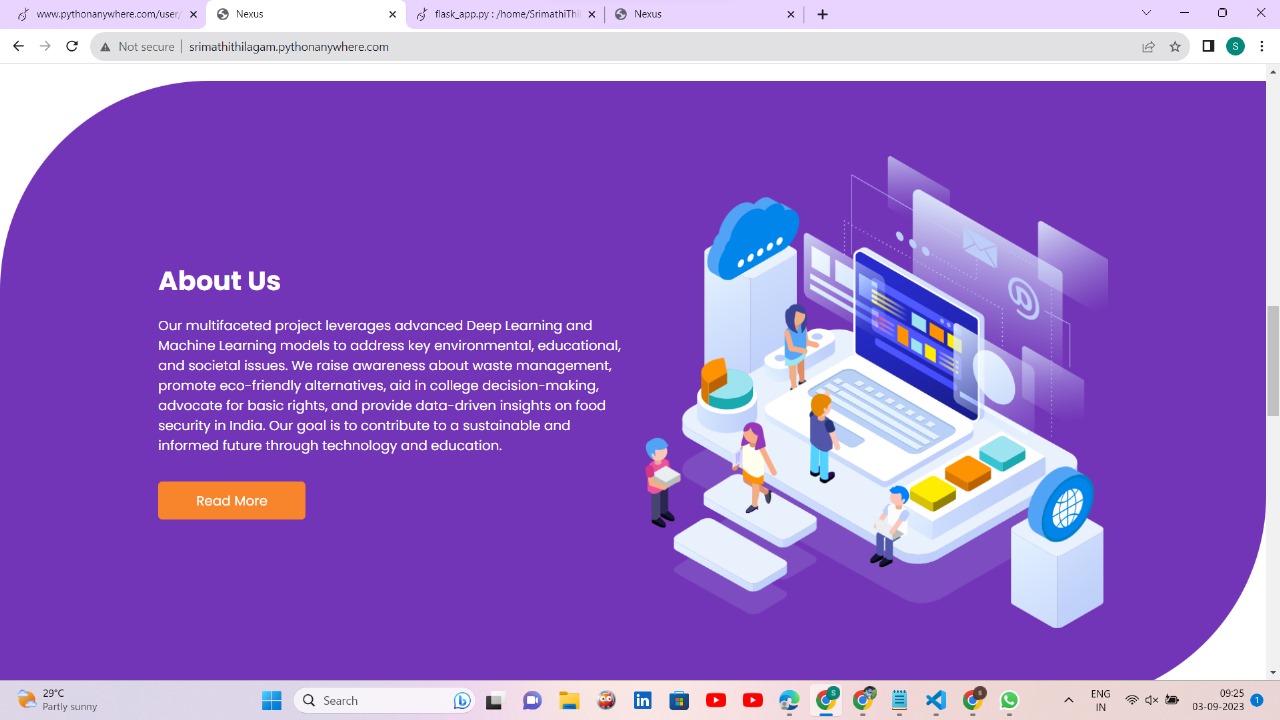 www.pythonanywhere.com/user/
Nexus
flask_app.py : /home/SrimathiThil
Nexus
Not secure
srimathithilagam.pythonanywhere.com
S
About Us
Our multifaceted project leverages advanced Deep Learning and
Machine Learning models to address key environmental, educational,
and societal issues. We raise awareness about waste management,
promote eco-friendly alternatives, aid in college decision-making,
advocate for basic rights, and provide data-driven insights on food
security in India. Our goal is to contribute to a sustainable and
informed future through technology and education.
Read More
29°C
Partly sunny
Search
ENG
IN
09:25
03-09-2023
1